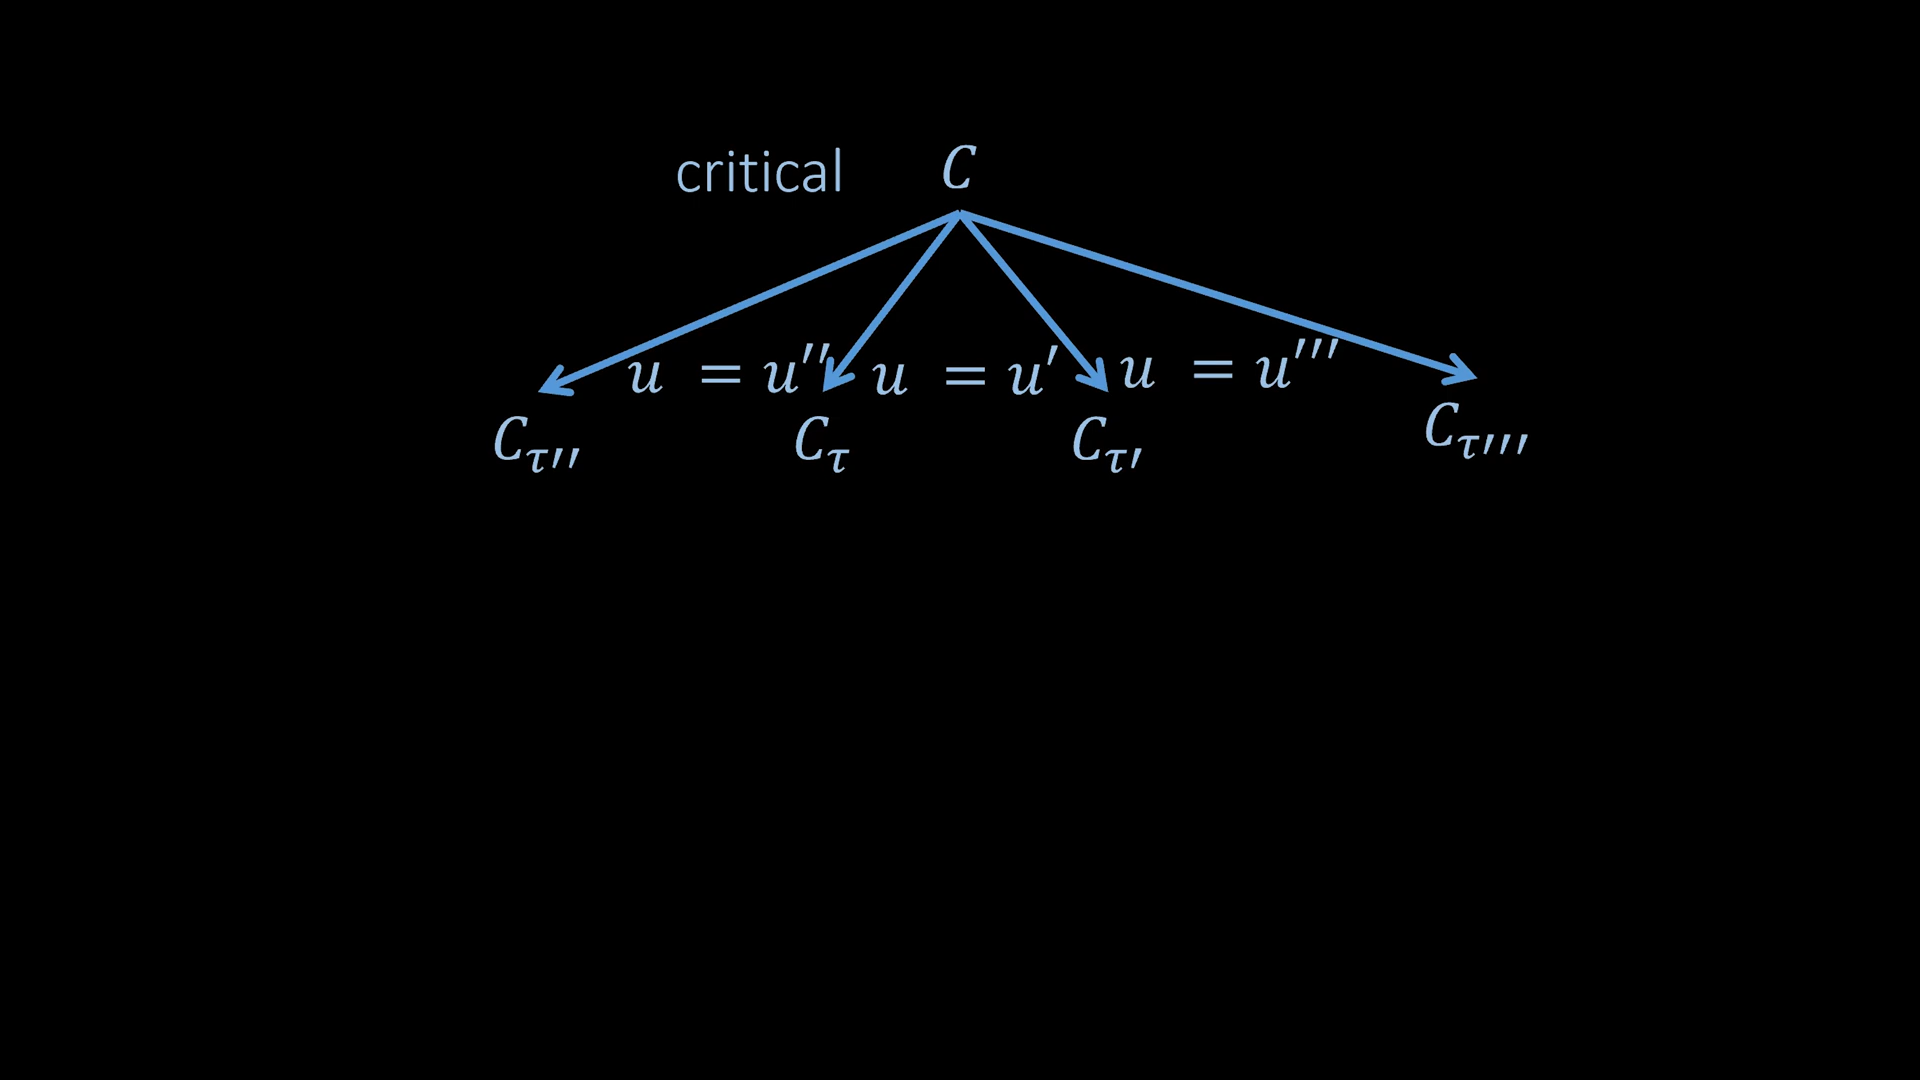 critical C
u = u'' u = u' u = u'''
C_τ'' C_τ C_τ' C_τ'''